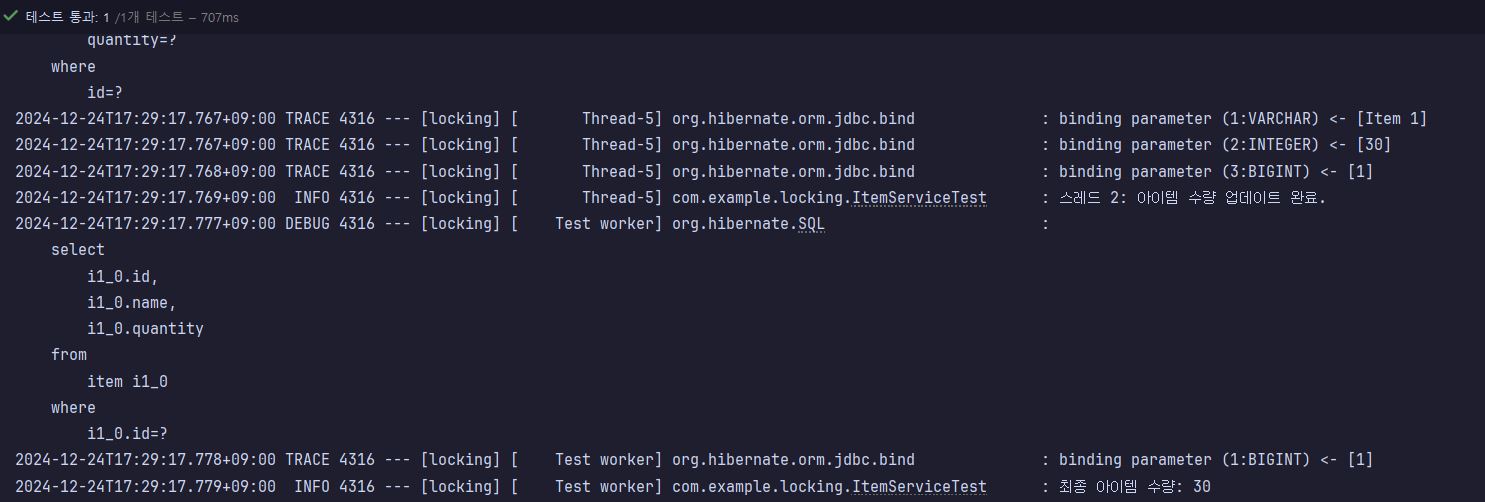 테스트 통과: 1 /1개 테스트 – 707ms
quantity=?
where
id=?
2024-12-24T17:29:17.767+09:00 TRACE 4316 --- [locking] [       Thread-5] org.hibernate.orm.jdbc.bind              : binding parameter (1:VARCHAR) <- [Item 1]
2024-12-24T17:29:17.767+09:00 TRACE 4316 --- [locking] [       Thread-5] org.hibernate.orm.jdbc.bind              : binding parameter (2:INTEGER) <- [30]
2024-12-24T17:29:17.768+09:00 TRACE 4316 --- [locking] [       Thread-5] org.hibernate.orm.jdbc.bind              : binding parameter (3:BIGINT) <- [1]
2024-12-24T17:29:17.769+09:00  INFO 4316 --- [locking] [       Thread-5] com.example.locking.ItemServiceTest      : 스레드 2: 아이템 수량 업데이트 완료.
2024-12-24T17:29:17.777+09:00 DEBUG 4316 --- [locking] [    Test worker] org.hibernate.SQL                        :
select
i1_0.id,
i1_0.name,
i1_0.quantity
from
item i1_0
where
i1_0.id=?
2024-12-24T17:29:17.778+09:00 TRACE 4316 --- [locking] [    Test worker] org.hibernate.orm.jdbc.bind              : binding parameter (1:BIGINT) <- [1]
2024-12-24T17:29:17.779+09:00  INFO 4316 --- [locking] [    Test worker] com.example.locking.ItemServiceTest      : 최종 아이템 수량: 30